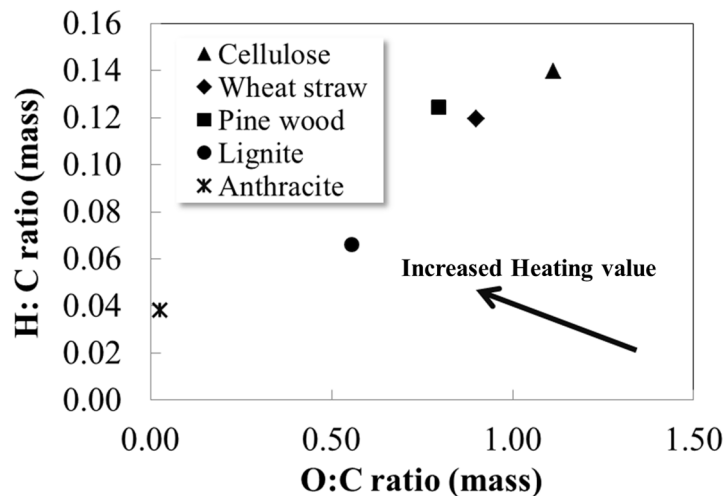 0.16
0.14
0.12
0.10
0.08
0.06
0.04
0.02
0.00
H: C ratio (mass)
Cellulose
Wheat straw
Pine wood
Lignite
Anthracite
Increased Heating value
0.00 0.50 1.00 1.50
O:C ratio (mass)